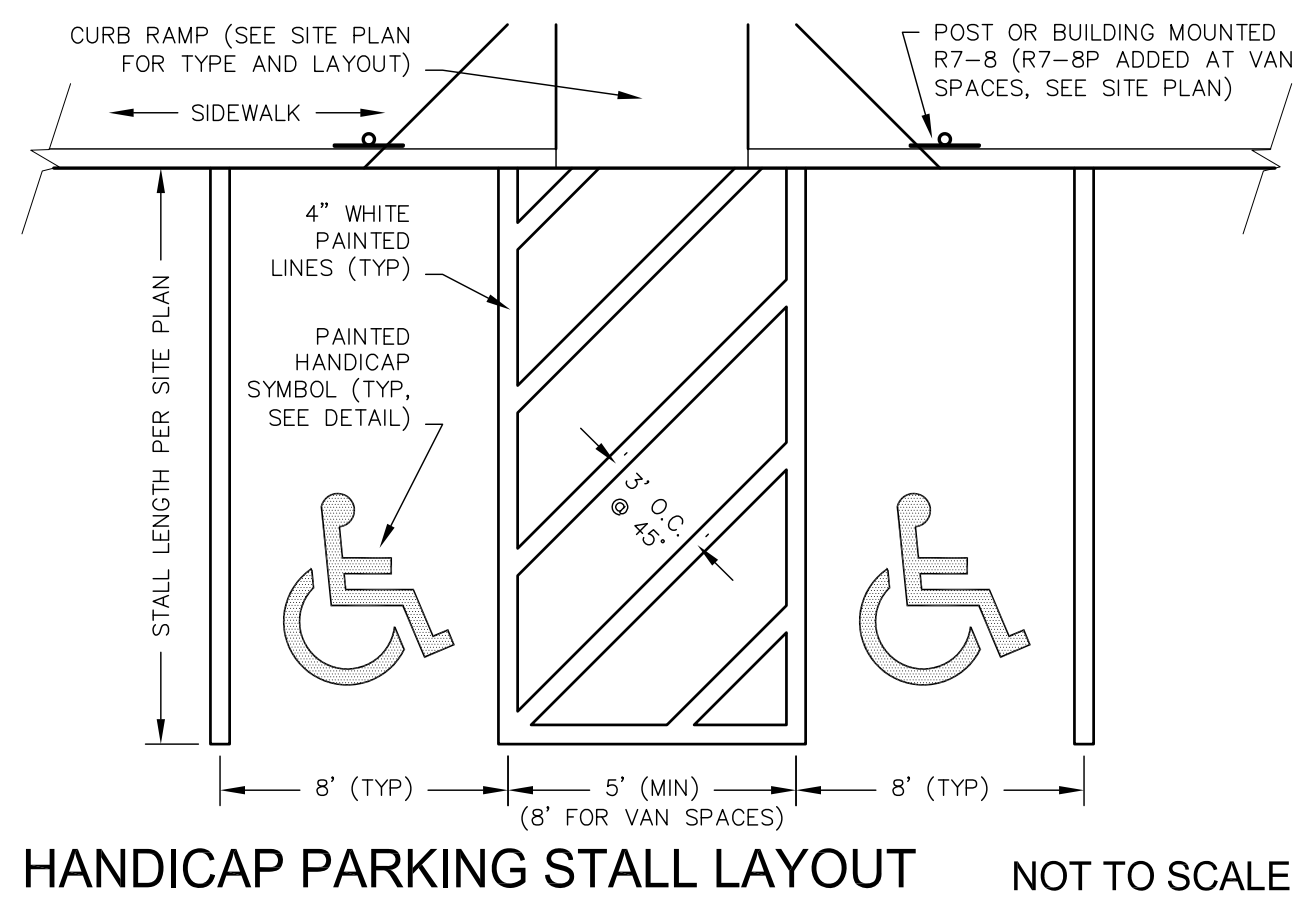 CURB RAMP (SEE SITE PLAN
FOR TYPE AND LAYOUT)
SIDEWALK
POST OR BUILDING MOUNTED
R7-8 (R7-8P ADDED AT VAN
SPACES, SEE SITE PLAN)
4" WHITE
PAINTED
LINES (TYP)
PAINTED
HANDICAP
SYMBOL (TYP,
SEE DETAIL)
STALL LENGTH PER SITE PLAN
3' O.C.
@ 45°
8' (TYP)
5' (MIN)
(8' FOR VAN SPACES)
8' (TYP)
HANDICAP PARKING STALL LAYOUT
NOT TO SCALE